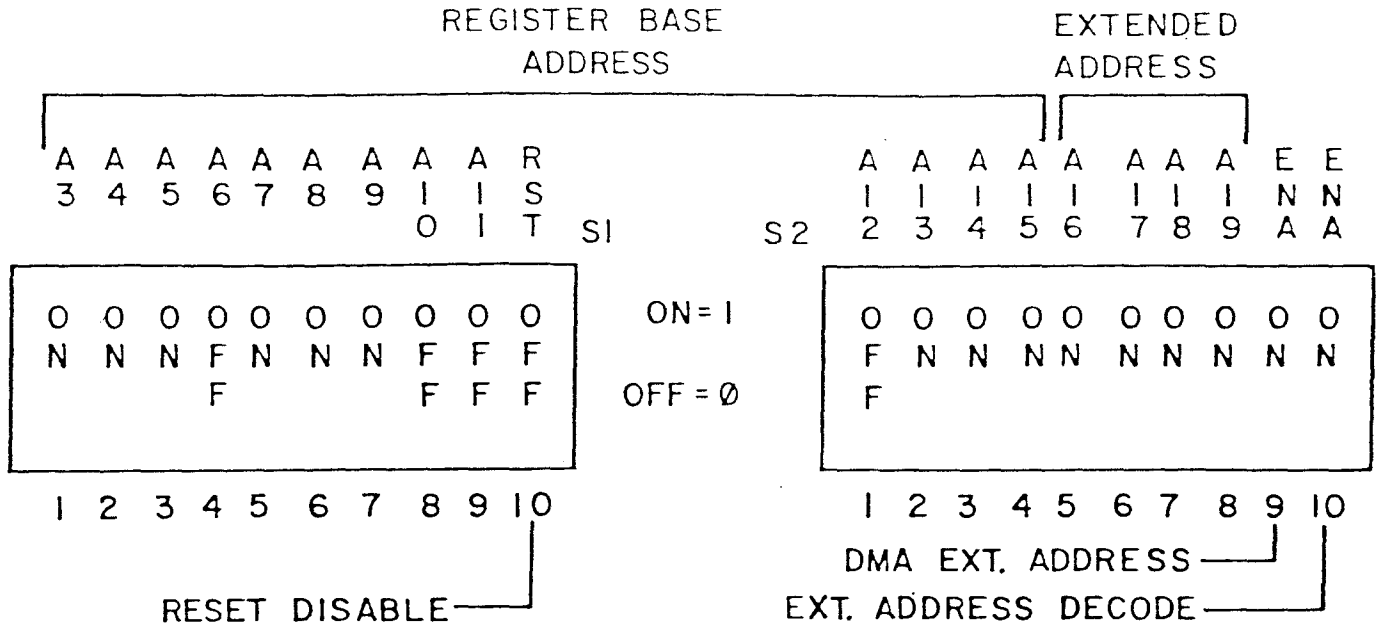 REGISTER BASE ADDRESS
EXTENDED ADDRESS
A3 A4 A5 A6 A7 A8 A9 A10 A11 RST S1 S2 A12 A13 A14 A15 A16 A17 A18 A19 ENA ENA
ON ON ON OFF ON ON ON OFF OFF OFF ON=1 OFF=Ø OFF ON ON ON ON ON ON ON ON ON
1 2 3 4 5 6 7 8 9 10 1 2 3 4 5 6 7 8 9 10
DMA EXT. ADDRESS
RESET DISABLE EXT. ADDRESS DECODE